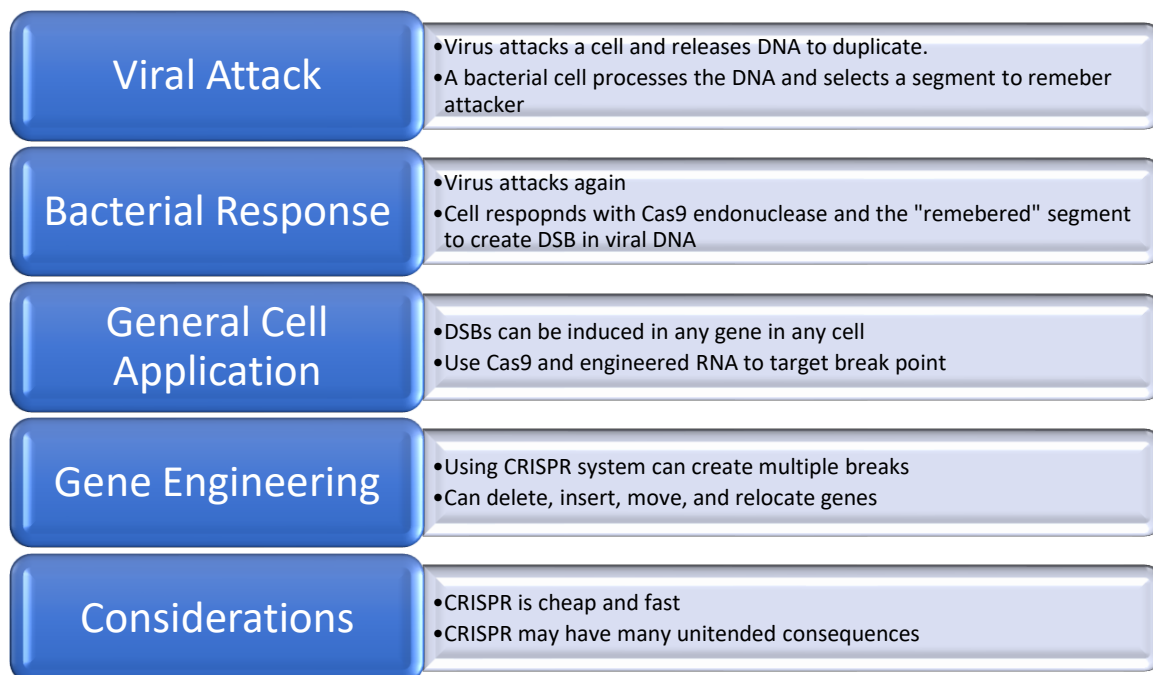 Viral Attack
•Virus attacks a cell and releases DNA to duplicate.
•A bacterial cell processes the DNA and selects a segment to remeber
attacker
Bacterial Response
•Virus attacks again
•Cell respopnds with Cas9 endonuclease and the "remebered" segment
to create DSB in viral DNA
General Cell
Application
•DSBs can be induced in any gene in any cell
•Use Cas9 and engineered RNA to target break point
Gene Engineering
•Using CRISPR system can create multiple breaks
•Can delete, insert, move, and relocate genes
Considerations
•CRISPR is cheap and fast
•CRISPR may have many unitended consequences